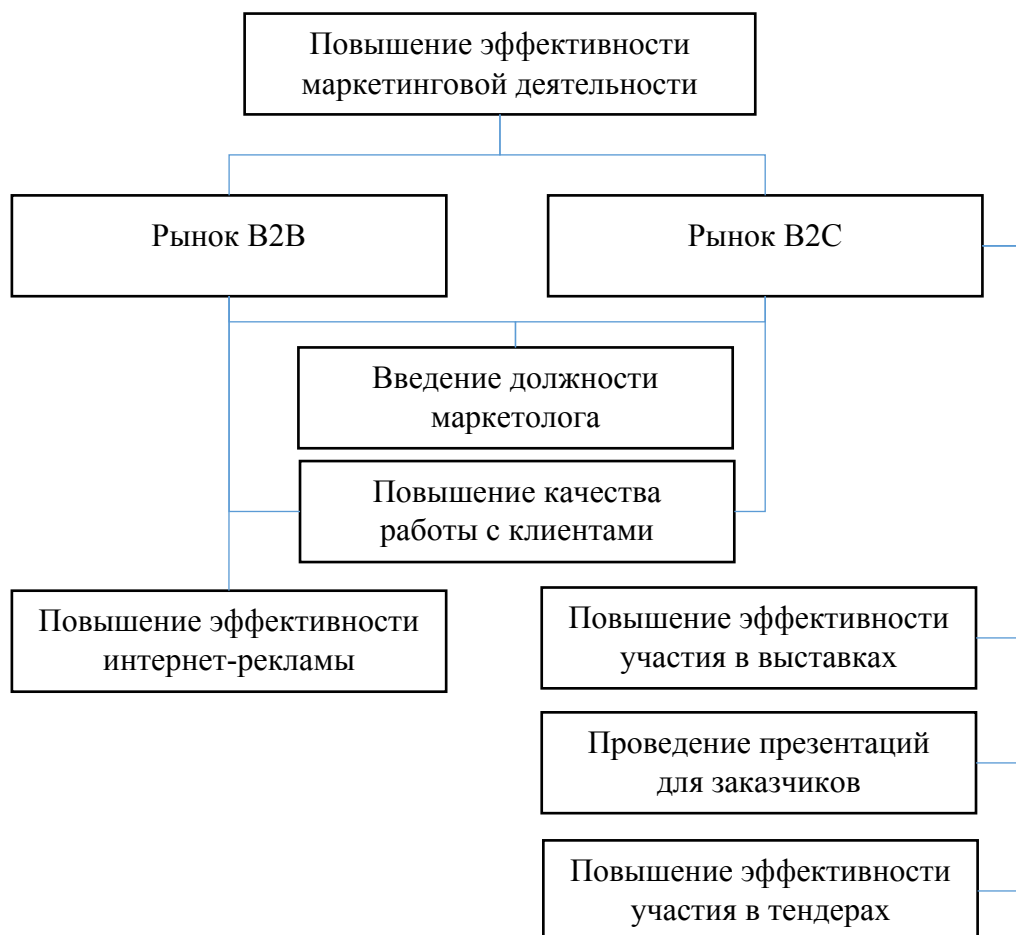 Повышение эффективности
маркетинговой деятельности
Рынок B2B
Рынок B2C
Введение должности
маркетолога
Повышение качества
работы с клиентами
Повышение эффективности
интернет-рекламы
Повышение эффективности
участия в выставках
Проведение презентаций
для заказчиков
Повышение эффективности
участия в тендерах